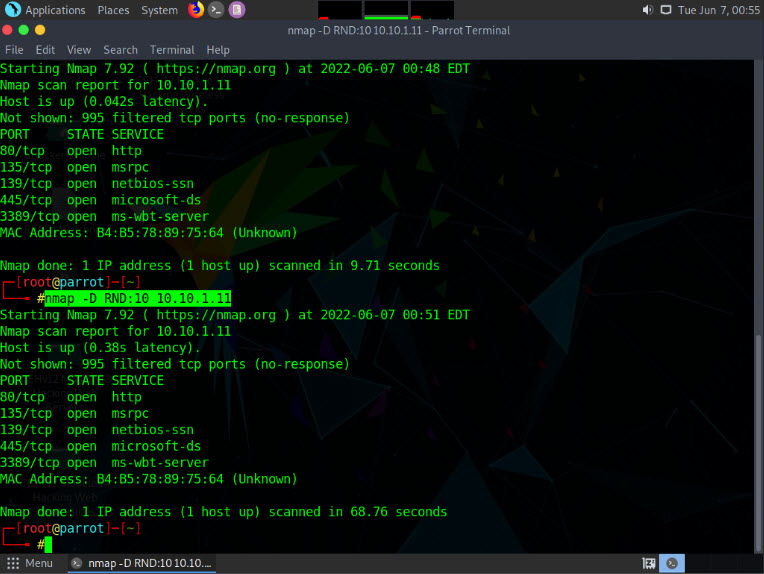 Applications Places System Tue Jun 7, 00:55
nmap -D RND:10 10.10.1.11 - Parrot Terminal
File Edit View Search Terminal Help
Starting Nmap 7.92 ( https://nmap.org ) at 2022-06-07 00:48 EDT
Nmap scan report for 10.10.1.11
Host is up (0.042s latency).
Not shown: 995 filtered tcp ports (no-response)
PORT STATE SERVICE
80/tcp open http
135/tcp open msrpc
139/tcp open netbios-ssn
445/tcp open microsoft-ds
3389/tcp open ms-wbt-server
MAC Address: B4:B5:78:89:75:64 (Unknown)
Nmap done: 1 IP address (1 host up) scanned in 9.71 seconds
┌─[root@parrot]─[~]
└──╼ #nmap -D RND:10 10.10.1.11
Starting Nmap 7.92 ( https://nmap.org ) at 2022-06-07 00:51 EDT
Nmap scan report for 10.10.1.11
Host is up (0.38s latency).
Not shown: 995 filtered tcp ports (no-response)
PORT STATE SERVICE
80/tcp open http
135/tcp open msrpc
139/tcp open netbios-ssn
445/tcp open microsoft-ds
3389/tcp open ms-wbt-server
MAC Address: B4:B5:78:89:75:64 (Unknown)
Hacking Web
Nmap done: 1 IP address (1 host up) scanned in 68.76 seconds
┌─[root@parrot]─[~]
└──╼ #
Menu nmap -D RND:10 10.10....